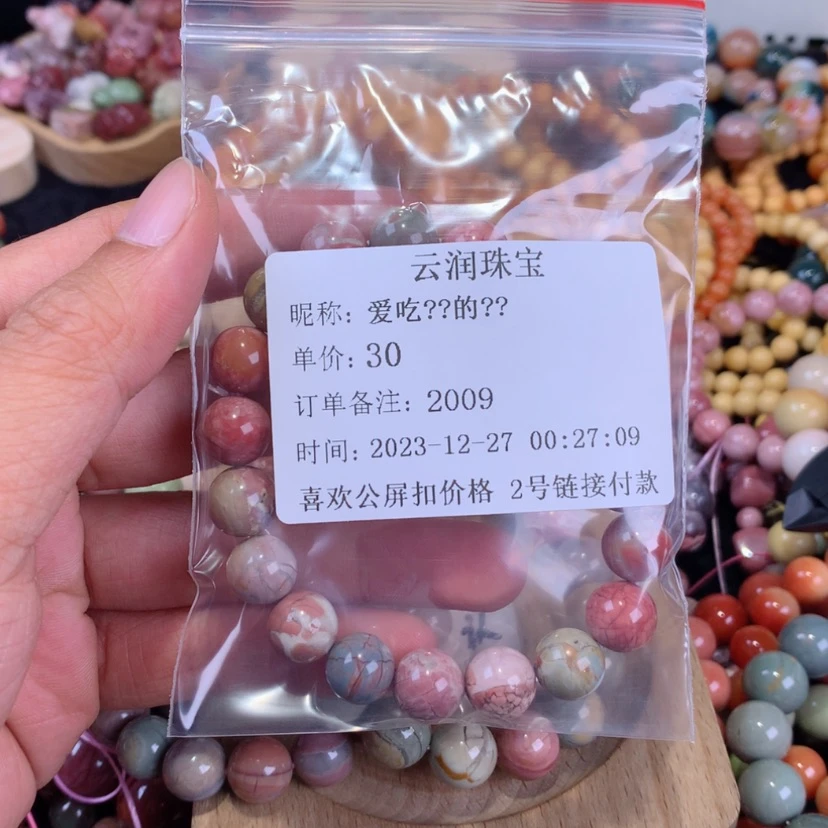 云润珠宝
昵称: 爱吃??的??
单价: 30
订单备注: 2009
时间: 2023-12-27 00:27:09
喜欢公屏扣价格 2号链接付款